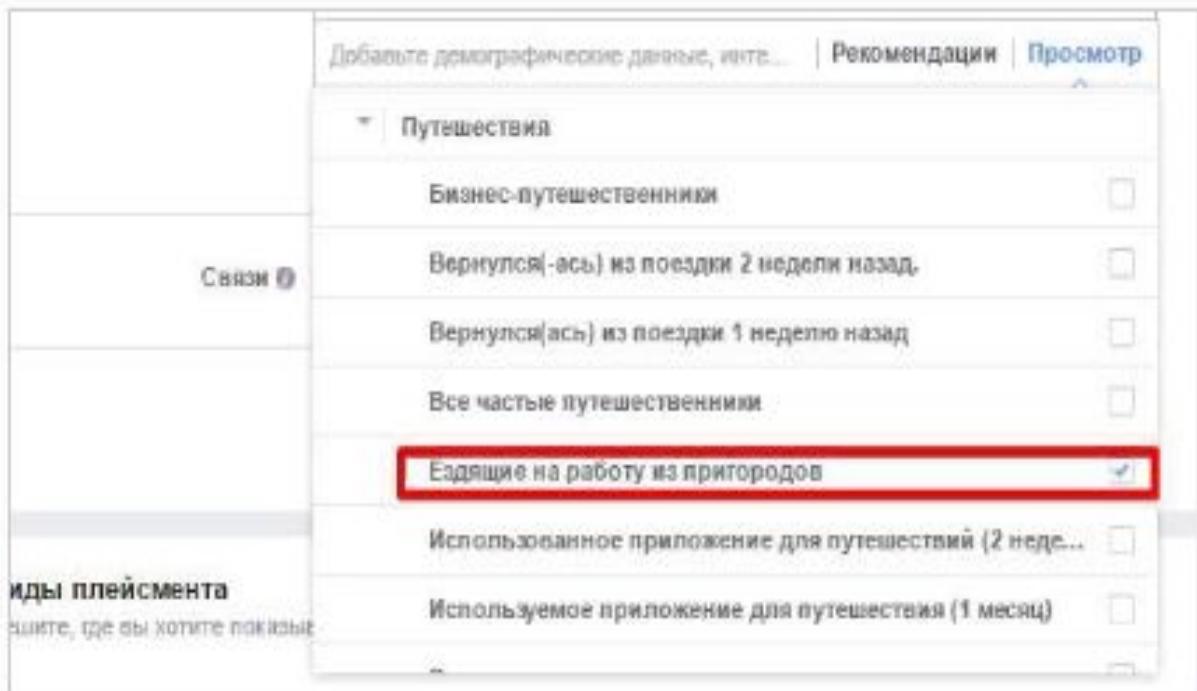 Добавьте демографические данные, инте... Рекомендации Просмотр
Путешествия
Бизнес-путешественники
Вернулся(-ась) из поездки 2 недели назад.
Связи
Вернулся(ась) из поездки 1 неделю назад
Все частые путешественники
Ездящие на работу из пригородов
Использованное приложение для путешествий (2 неде...
иды плейсмента
Используемое приложение для путешествия (1 месяц)
ешите, где вы хотите показыв